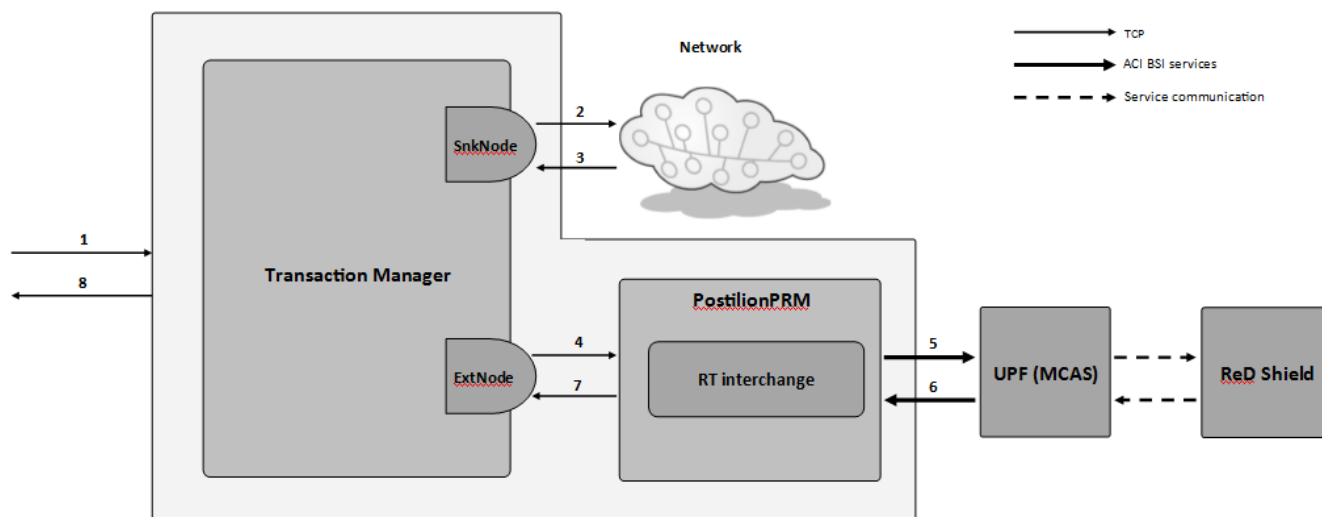 Network
TCP
ACI BSI services
Service communication
2
SnkNode
3
1
Transaction Manager
8
PostilionPRM
4
5
ExtNode
RT interchange
UPF (MCAS)
ReD Shield
7
6